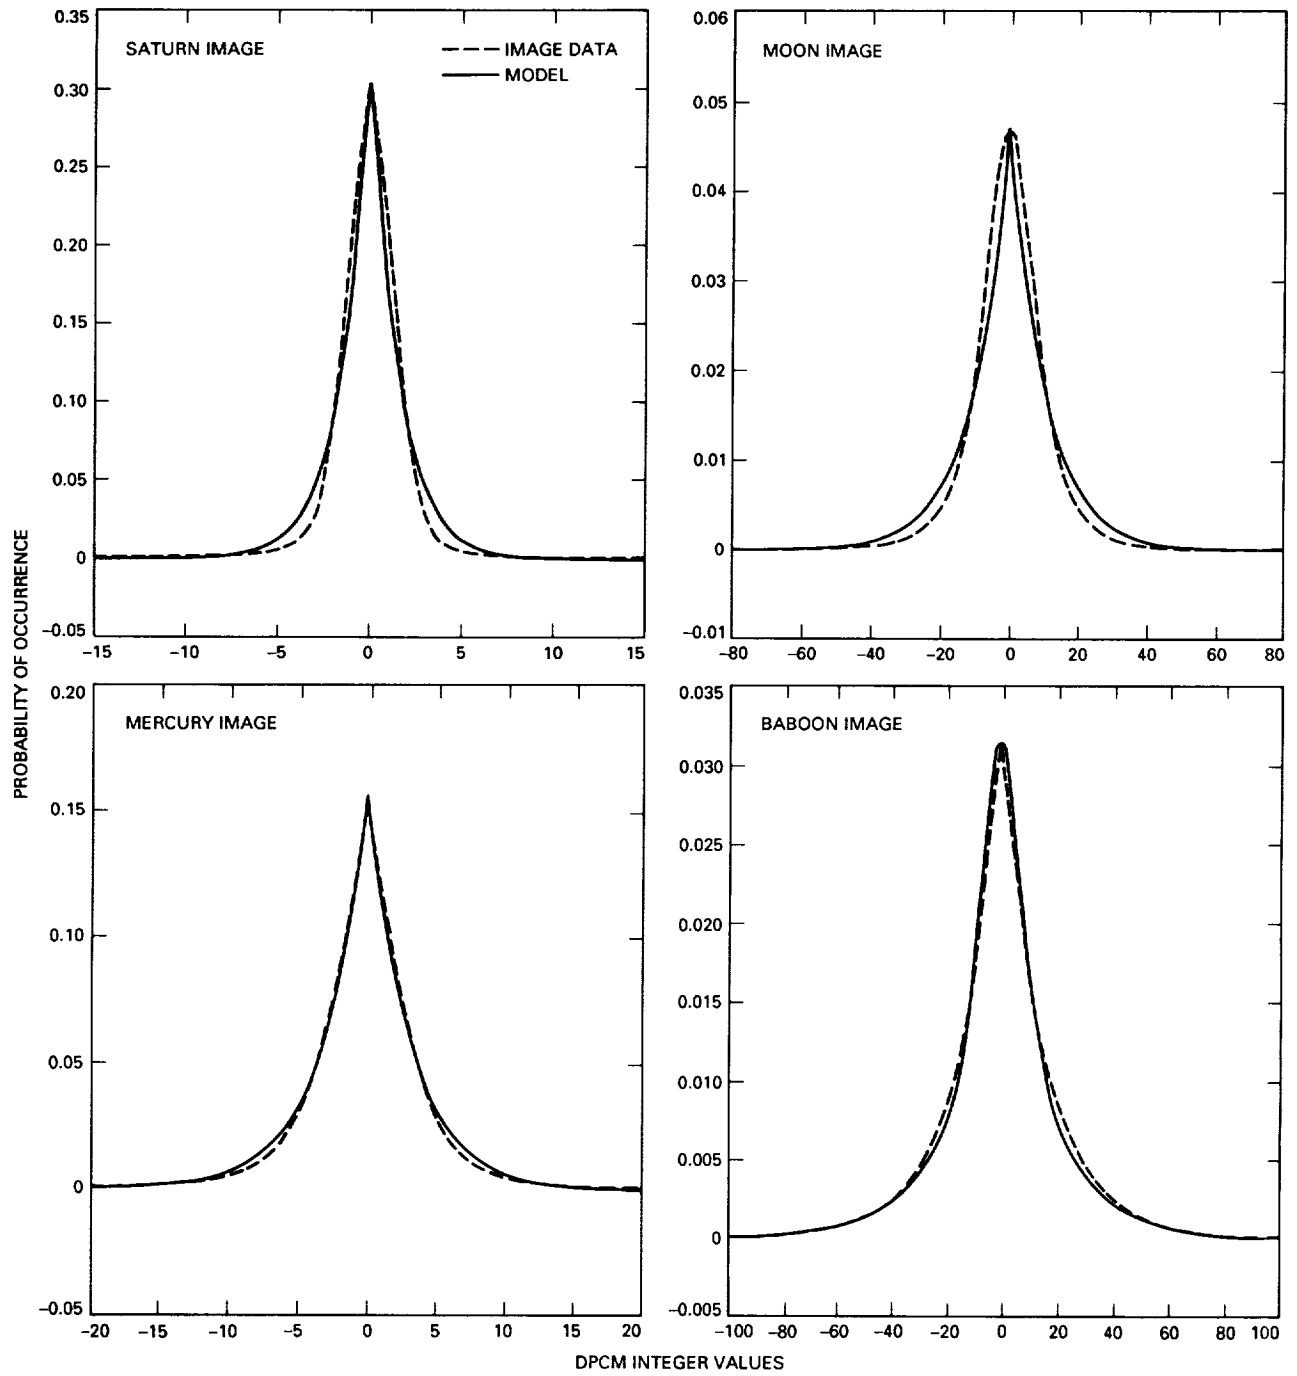 PROBABILITY OF OCCURRENCE
SATURN IMAGE
IMAGE DATA
MODEL
0.35
0.30
0.25
0.20
0.15
0.10
0.05
0
−0.05
−15 −10 −5 0 5 10 15
MOON IMAGE
0.06
0.05
0.04
0.03
0.02
0.01
0
−0.01
−80 −60 −40 −20 0 20 40 60 80
MERCURY IMAGE
0.20
0.15
0.10
0.05
0
−0.05
−20 −15 −10 −5 0 5 10 15 20
BABOON IMAGE
0.035
0.030
0.025
0.020
0.015
0.010
0.005
0
−0.005
−100 −80 −60 −40 −20 0 20 40 60 80 100
DPCM INTEGER VALUES